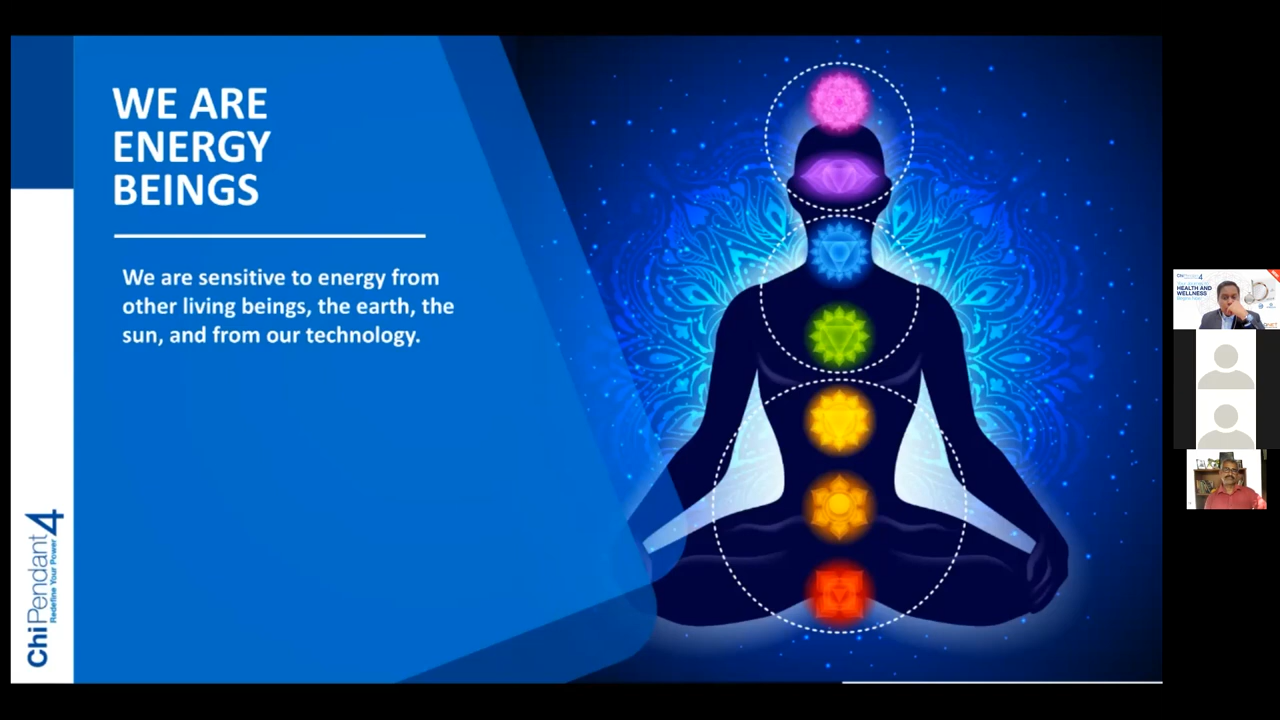 WE ARE
ENERGY
BEINGS
We are sensitive to energy from
other living beings, the earth, the
sun, and from our technology.
ChiPendant4
Redefine Your Power
HEALTH AND
WELLNESS